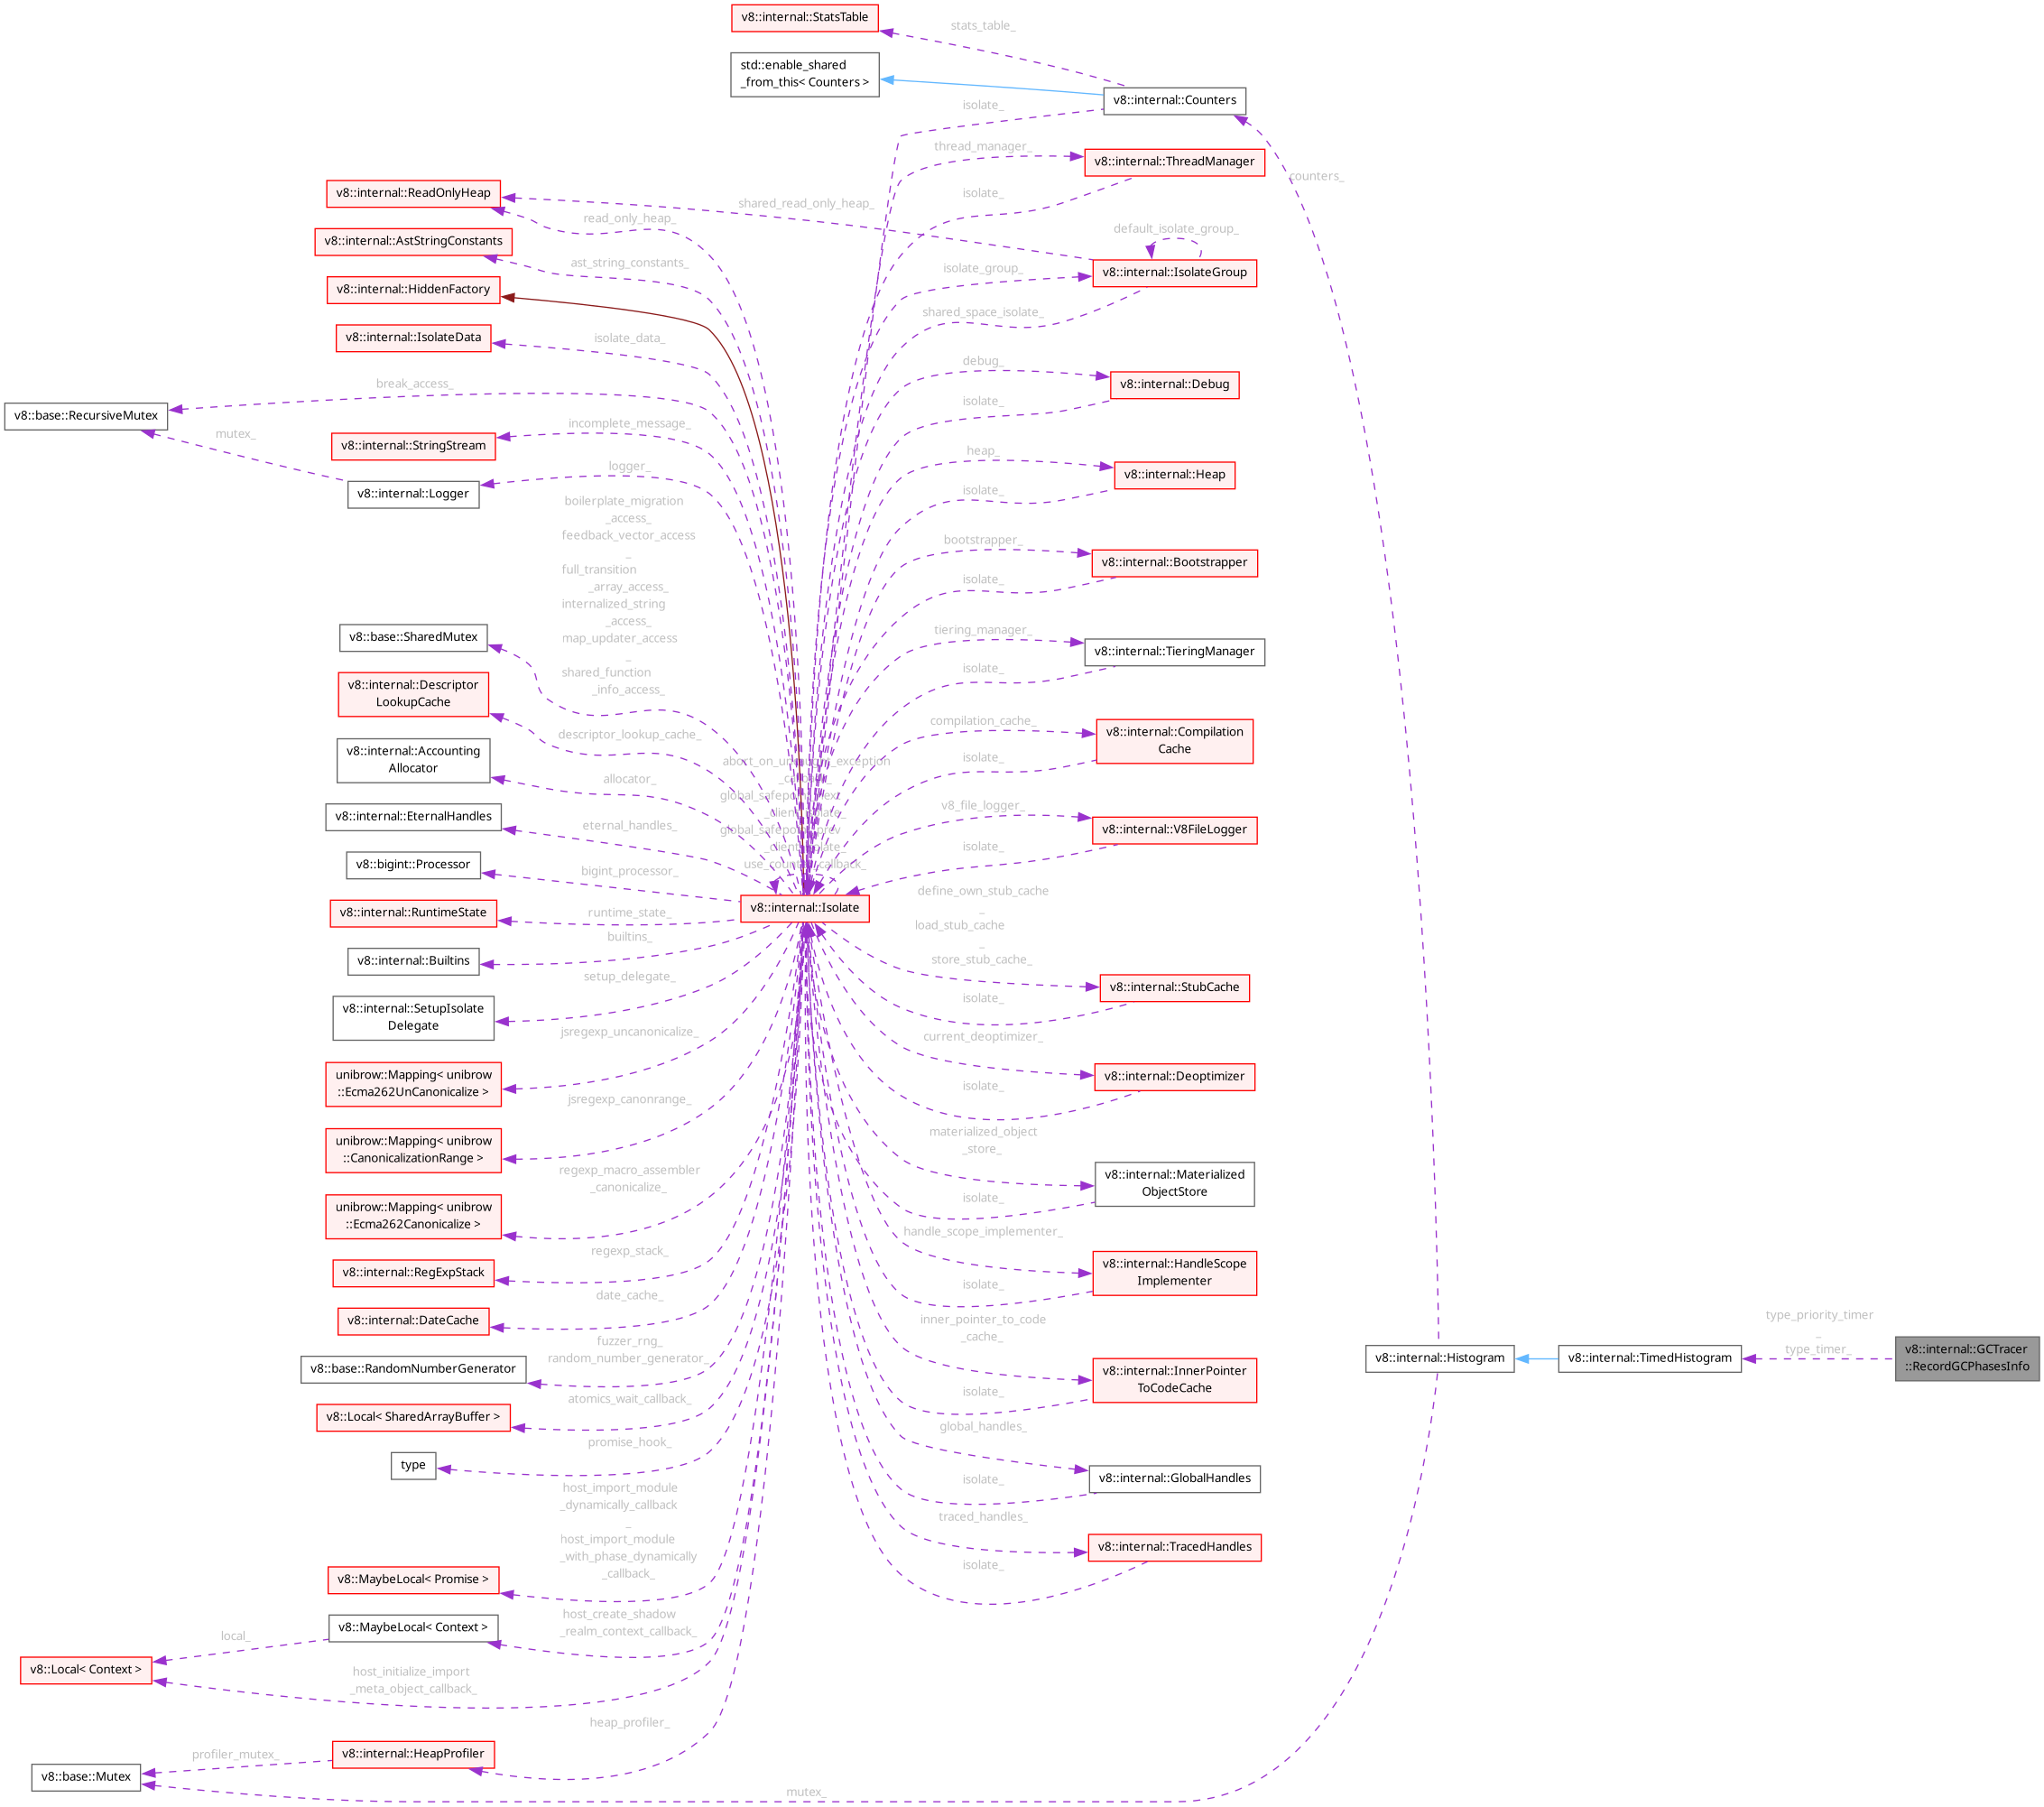 v8::internal::StatsTable
stats_table_
std::enable_shared
_from_this< Counters >
v8::internal::Counters
isolate_
thread_manager_
v8::internal::ThreadManager
counters_
v8::internal::ReadOnlyHeap
isolate_
shared_read_only_heap_
read_only_heap_
default_isolate_group_
v8::internal::AstStringConstants
ast_string_constants_
isolate_group_
v8::internal::IsolateGroup
v8::internal::HiddenFactory
shared_space_isolate_
v8::internal::IsolateData
isolate_data_
debug_
v8::internal::Debug
break_access_
isolate_
v8::base::RecursiveMutex
mutex_
incomplete_message_
v8::internal::StringStream
heap_
v8::internal::Heap
logger_
v8::internal::Logger
isolate_
boilerplate_migration
_access_
feedback_vector_access
_
full_transition
_array_access_
internalized_string
_access_
map_updater_access
_
shared_function
_info_access_
bootstrapper_
v8::internal::Bootstrapper
isolate_
v8::base::SharedMutex
tiering_manager_
v8::internal::TieringManager
isolate_
v8::internal::Descriptor
LookupCache
descriptor_lookup_cache_
compilation_cache_
v8::internal::Compilation
Cache
isolate_
v8::internal::Accounting
Allocator
allocator_
abort_on_uncaught_exception
_callback_
global_safepoint_next
_client_isolate_
global_safepoint_prev
_client_isolate_
use_counter_callback_
v8::internal::EternalHandles
eternal_handles_
v8_file_logger_
v8::internal::V8FileLogger
isolate_
v8::bigint::Processor
bigint_processor_
v8::internal::Isolate
v8::internal::RuntimeState
runtime_state_
define_own_stub_cache
_
load_stub_cache
_
store_stub_cache_
builtins_
v8::internal::Builtins
setup_delegate_
v8::internal::StubCache
isolate_
v8::internal::SetupIsolate
Delegate
jsregexp_uncanonicalize_
current_deoptimizer_
v8::internal::Deoptimizer
isolate_
unibrow::Mapping< unibrow
::Ecma262UnCanonicalize >
jsregexp_canonrange_
unibrow::Mapping< unibrow
::CanonicalizationRange >
materialized_object
_store_
v8::internal::Materialized
ObjectStore
isolate_
regexp_macro_assembler
_canonicalize_
unibrow::Mapping< unibrow
::Ecma262Canonicalize >
handle_scope_implementer_
v8::internal::HandleScope
Implementer
isolate_
regexp_stack_
v8::internal::RegExpStack
date_cache_
v8::internal::DateCache
inner_pointer_to_code
_cache_
v8::internal::InnerPointer
ToCodeCache
isolate_
fuzzer_rng_
random_number_generator_
v8::base::RandomNumberGenerator
v8::internal::Histogram
v8::internal::TimedHistogram
type_priority_timer
_
type_timer_
v8::internal::GCTracer
::RecordGCPhasesInfo
atomics_wait_callback_
v8::Local< SharedArrayBuffer >
global_handles_
v8::internal::GlobalHandles
isolate_
promise_hook_
type
host_import_module
_dynamically_callback
_
host_import_module
_with_phase_dynamically
_callback_
traced_handles_
v8::internal::TracedHandles
isolate_
v8::MaybeLocal< Promise >
host_create_shadow
_realm_context_callback_
v8::MaybeLocal< Context >
local_
v8::Local< Context >
host_initialize_import
_meta_object_callback_
heap_profiler_
v8::internal::HeapProfiler
profiler_mutex_
v8::base::Mutex
mutex_